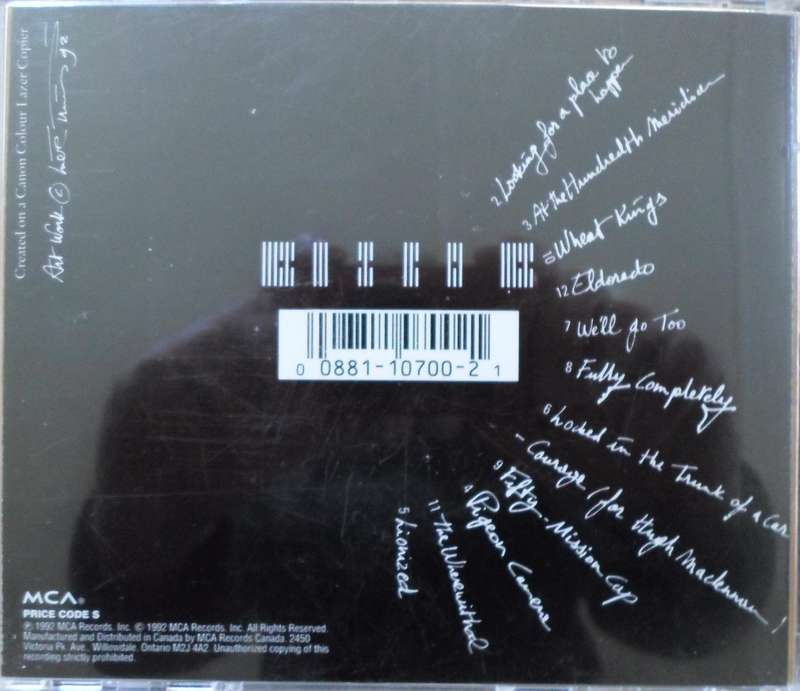 Created on a Canon Colour Lazer Copier
Art Work ©
2 Looking for a place to
happen
3 At the Hundredth Meridian
10 Wheat Kings
12 Eldorado
7 We'll go Too
8 Fully Completely
6 Locked in the Trunk of a Car
- Courage (for Hugh Maclennan)
9 Fifty-Mission Cap
4 Pigeon Camera
11 The Wherewithal
5 Lionized
0 0881-10700-2 1
MCA®
PRICE CODE S
℗ 1992 MCA Records. Inc. © 1992 MCA Records. Inc. All Rights Reserved.
Manufactured and Distributed in Canada by MCA Records Canada. 2450
Victoria Pk. Ave., Willowdale. Ontario M2J 4A2. Unauthorized copying of this
recording strictly prohibited.